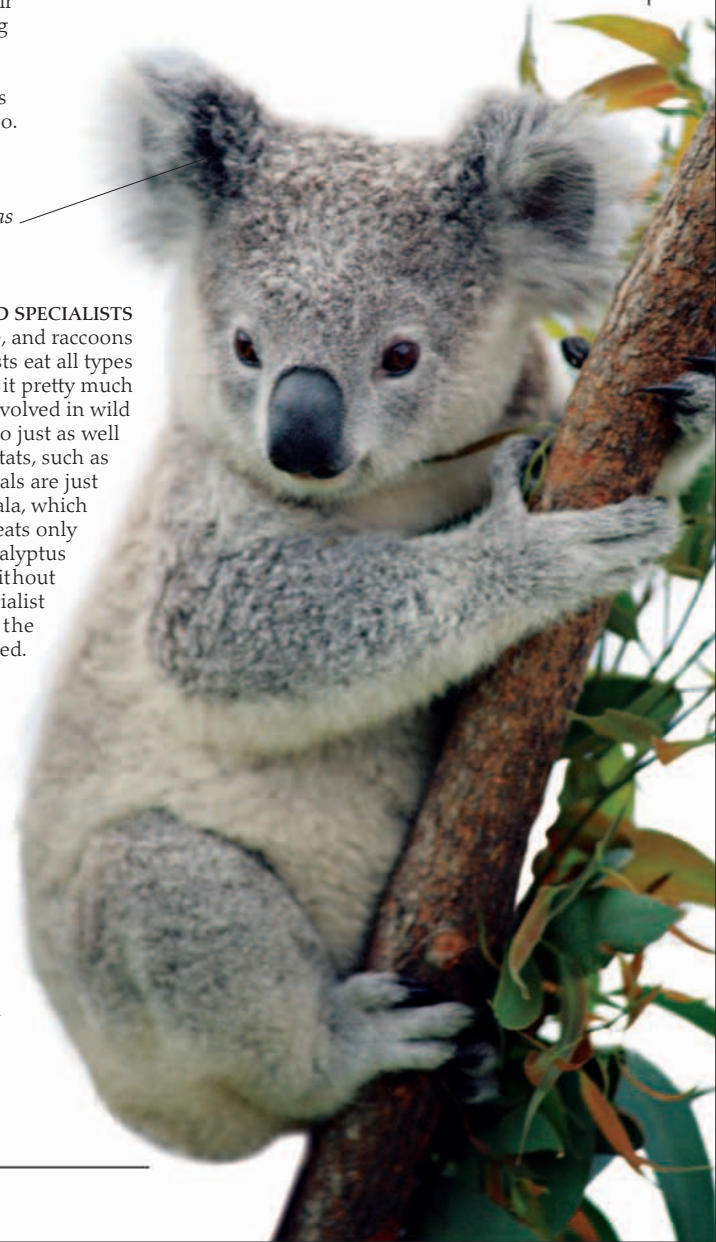 g
s
o.
as
D SPECIALISTS
, and raccoons
sts eat all types
it pretty much
volved in wild
o just as well
tats, such as
als are just
ala, which
eats only
alyptus
ithout
ialist
the
ed.